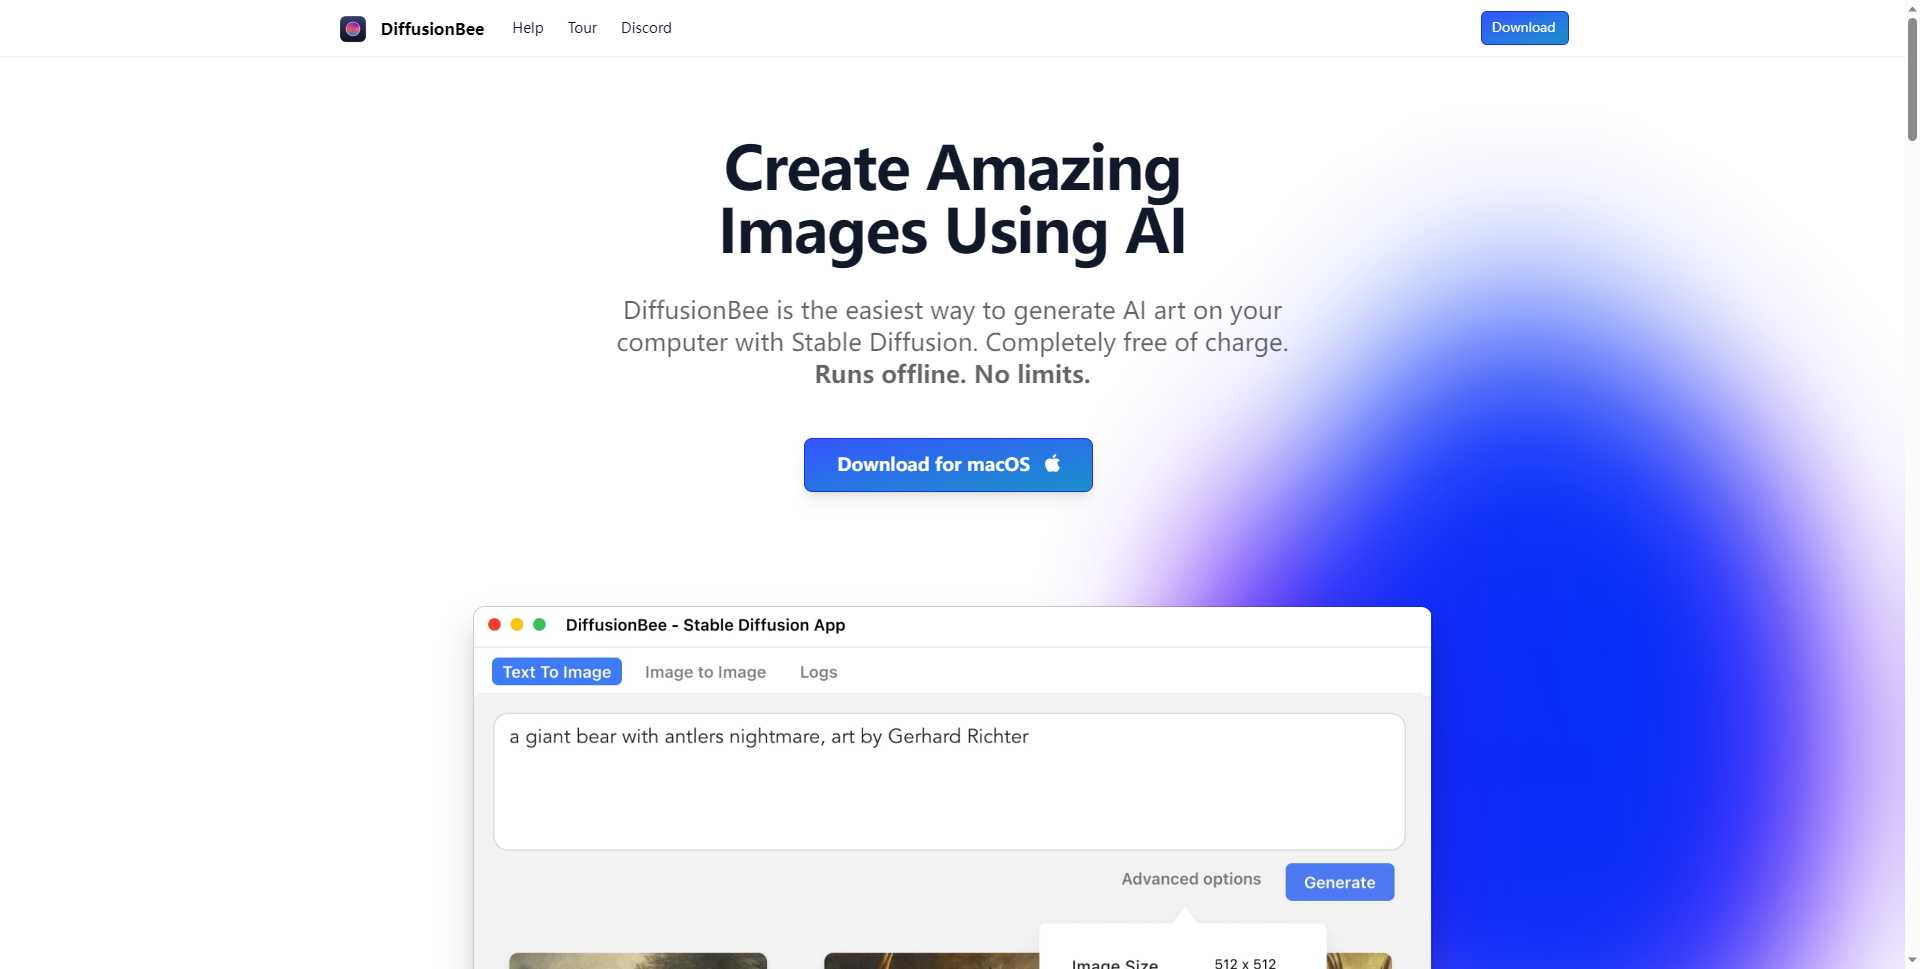 DiffusionBee
Help
Tour
Discord
Download
Create Amazing
Images Using AI
DiffusionBee is the easiest way to generate AI art on your
computer with Stable Diffusion. Completely free of charge.
Runs offline. No limits.
Download for macOS
DiffusionBee - Stable Diffusion App
Text To Image
Image to Image
Logs
a giant bear with antlers nightmare, art by Gerhard Richter
Advanced options
Generate
Image Size
512 x 512